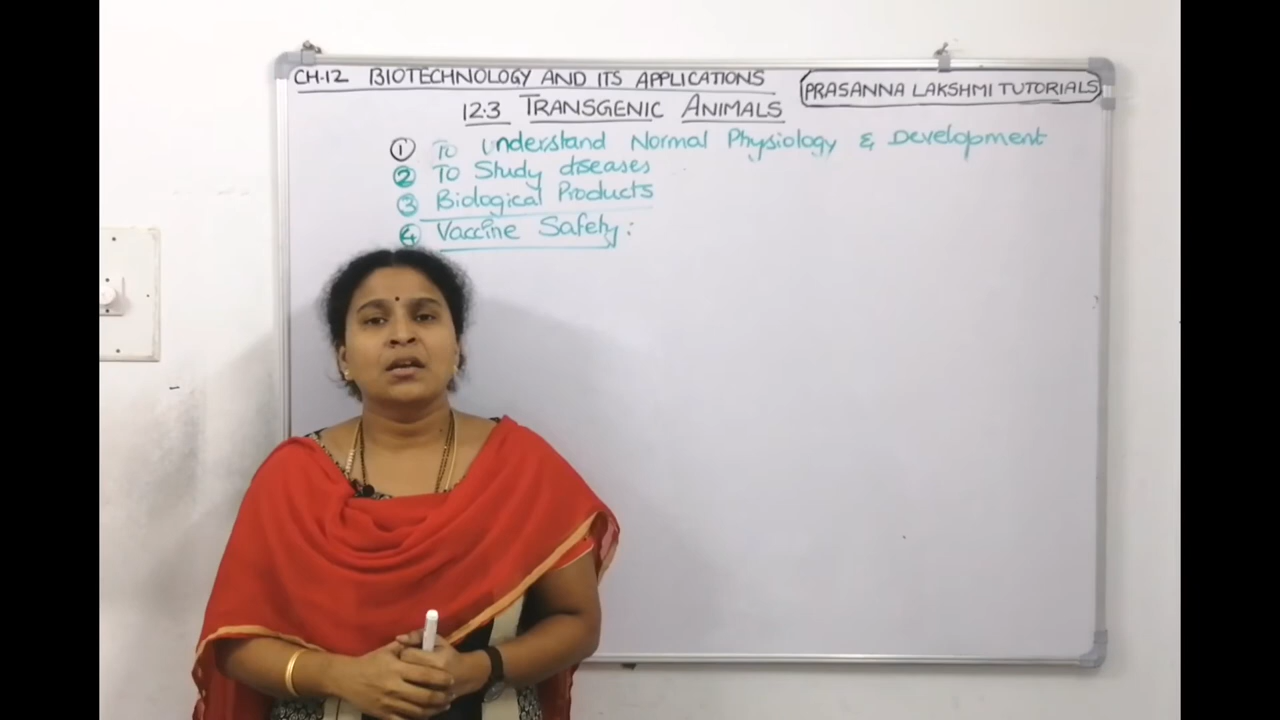 CH.12 BIOTECHNOLOGY AND ITS APPLICATIONS
PRASANNA LAKSHMI TUTORIALS
12.3 TRANSGENIC ANIMALS
① To Understand Normal Physiology & Development
② To Study diseases
③ Biological Products
④ Vaccine Safety: